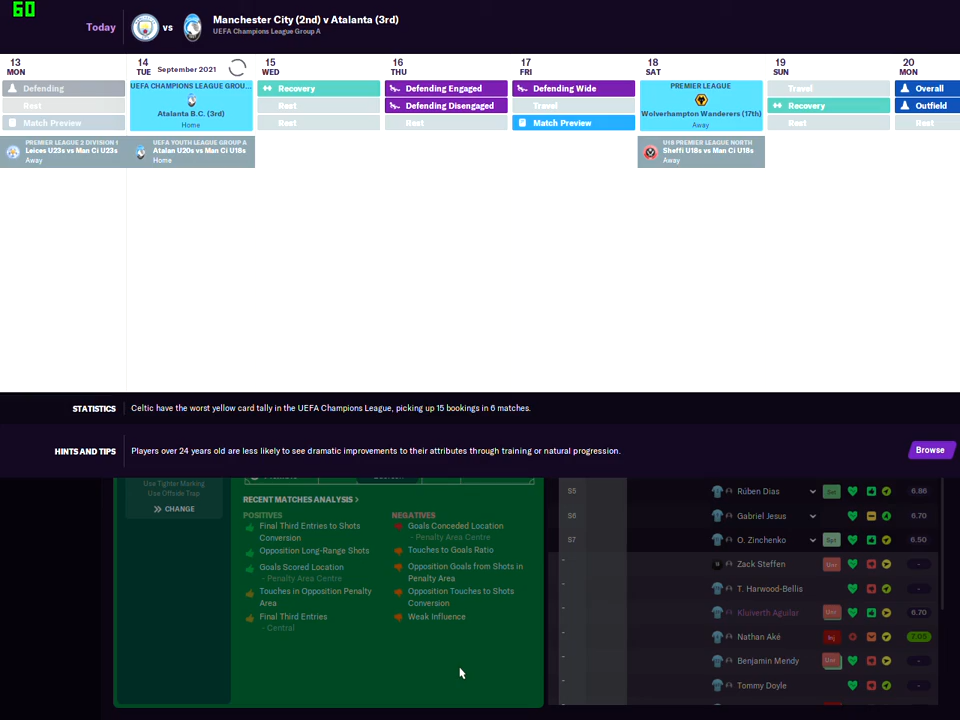 60
Today
vs
Manchester City (2nd) v Atalanta (3rd)
UEFA Champions League Group A
13
MON
14
TUE
September 2021
15
WED
16
THU
17
FRI
18
SAT
19
SUN
20
MON
Defending
Rest
Match Preview
UEFA CHAMPIONS LEAGUE GROU...
Atalanta B.C. (3rd)
Home
Recovery
Rest
Rest
Defending Engaged
Defending Disengaged
Rest
Defending Wide
Travel
Match Preview
PREMIER LEAGUE
Wolverhampton Wanderers (17th)
Away
Travel
Recovery
Rest
Overall
Outfield
Rest
PREMIER LEAGUE 2 DIVISION 1
Leices U23s vs Man Ci U23s
Away
UEFA YOUTH LEAGUE GROUP A
Atalan U20s vs Man Ci U18s
Home
U18 PREMIER LEAGUE NORTH
Sheffi U18s vs Man Ci U18s
Away
STATISTICS
Celtic have the worst yellow card tally in the UEFA Champions League, picking up 15 bookings in 6 matches.
HINTS AND TIPS
Players over 24 years old are less likely to see dramatic improvements to their attributes through training or natural progression.
Browse
Use Tighter Marking
Use Offside Trap
CHANGE
RECENT MATCHES ANALYSIS >
POSITIVES
Final Third Entries to Shots
Conversion
Opposition Long-Range Shots
Goals Scored Location
- Penalty Area Centre
Touches in Opposition Penalty
Area
Final Third Entries
- Central
NEGATIVES
Goals Conceded Location
- Penalty Area Centre
Touches to Goals Ratio
Opposition Goals from Shots in
Penalty Area
Opposition Touches to Shots
Conversion
Weak Influence
S5 Rúben Dias 6.86
S6 Gabriel Jesus 6.70
S7 O. Zinchenko Spt 6.50
- Zack Steffen Unr -
- T. Harwood-Bellis -
- Kluiverth Aguilar Unr 6.70
- Nathan Aké Inj 7.05
- Benjamin Mendy Unr -
- Tommy Doyle -